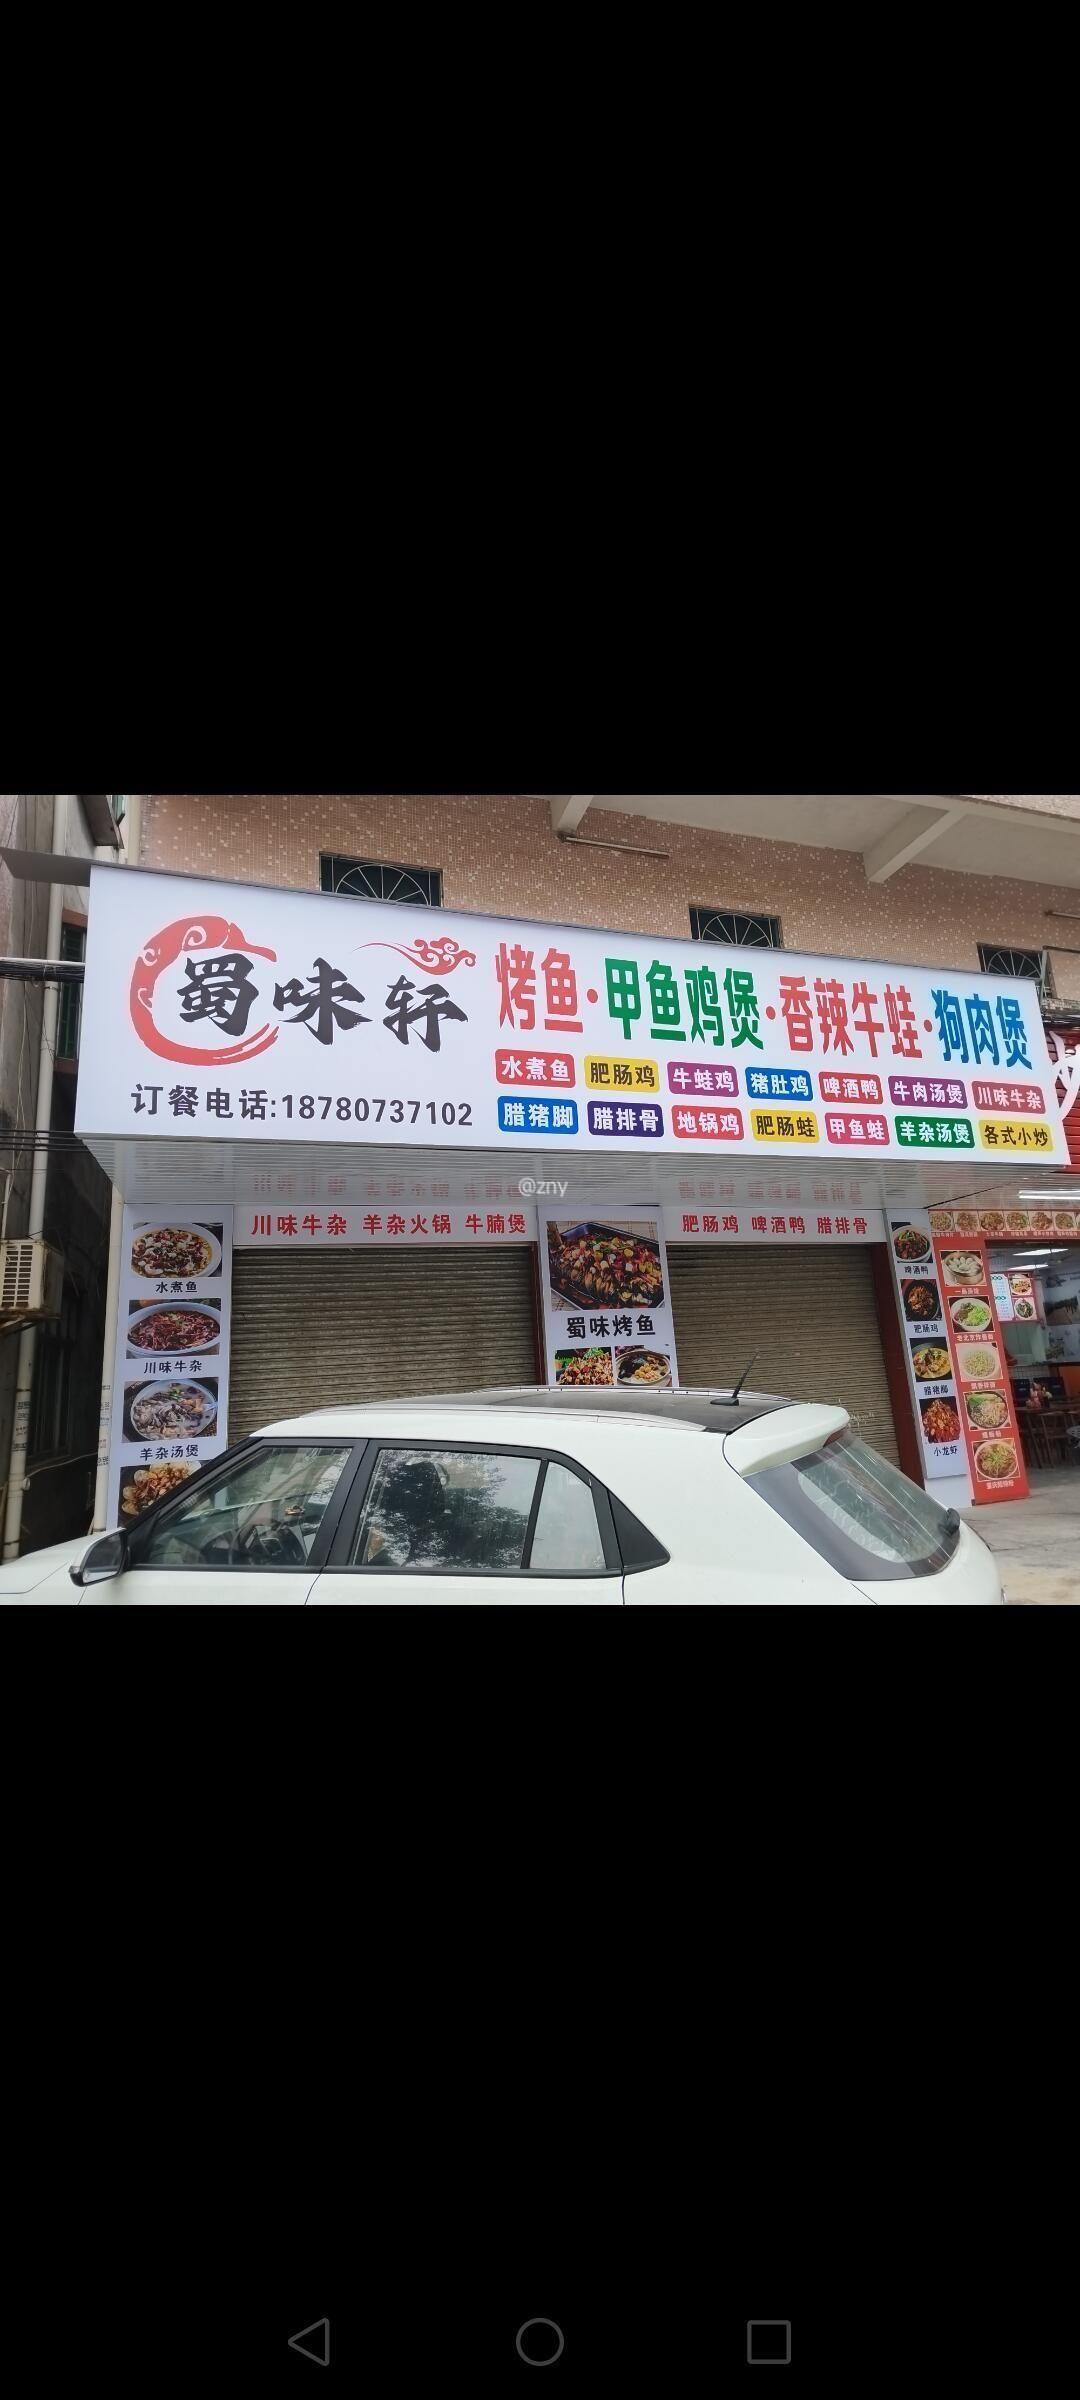 蜀味轩
烤鱼·甲鱼鸡煲·香辣牛蛙·狗肉煲
水煮鱼 肥肠鸡 牛蛙鸡 猪肚鸡 啤酒鸭 牛肉汤煲 川味牛杂
腊猪脚 腊排骨 地锅鸡 肥肠蛙 甲鱼蛙 羊杂汤煲 各式小炒
订餐电话:18780737102
@zny
川味牛杂 羊杂火锅 牛腩煲
肥肠鸡 啤酒鸭 腊排骨
水煮鱼
川味牛杂
羊杂汤煲
蜀味烤鱼
啤酒鸭
肥肠鸡
腊猪脚
小龙虾